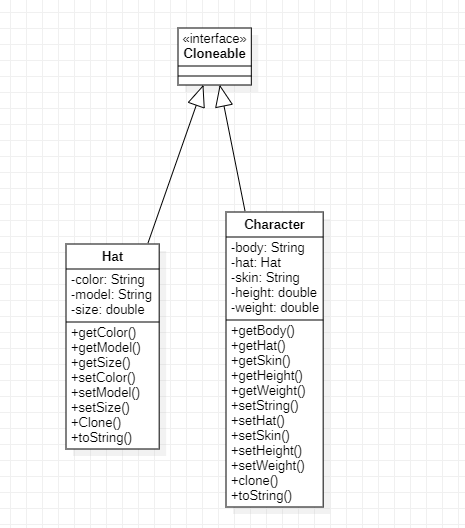 «interface»
Cloneable
Hat
-color: String
-model: String
-size: double
+getColor()
+getModel()
+getSize()
+setColor()
+setModel()
+setSize()
+Clone()
+toString()
Character
-body: String
-hat: Hat
-skin: String
-height: double
-weight: double
+getBody()
+getHat()
+getSkin()
+getHeight()
+getWeight()
+setString()
+setHat()
+setSkin()
+setHeight()
+setWeight()
+clone()
+toString()